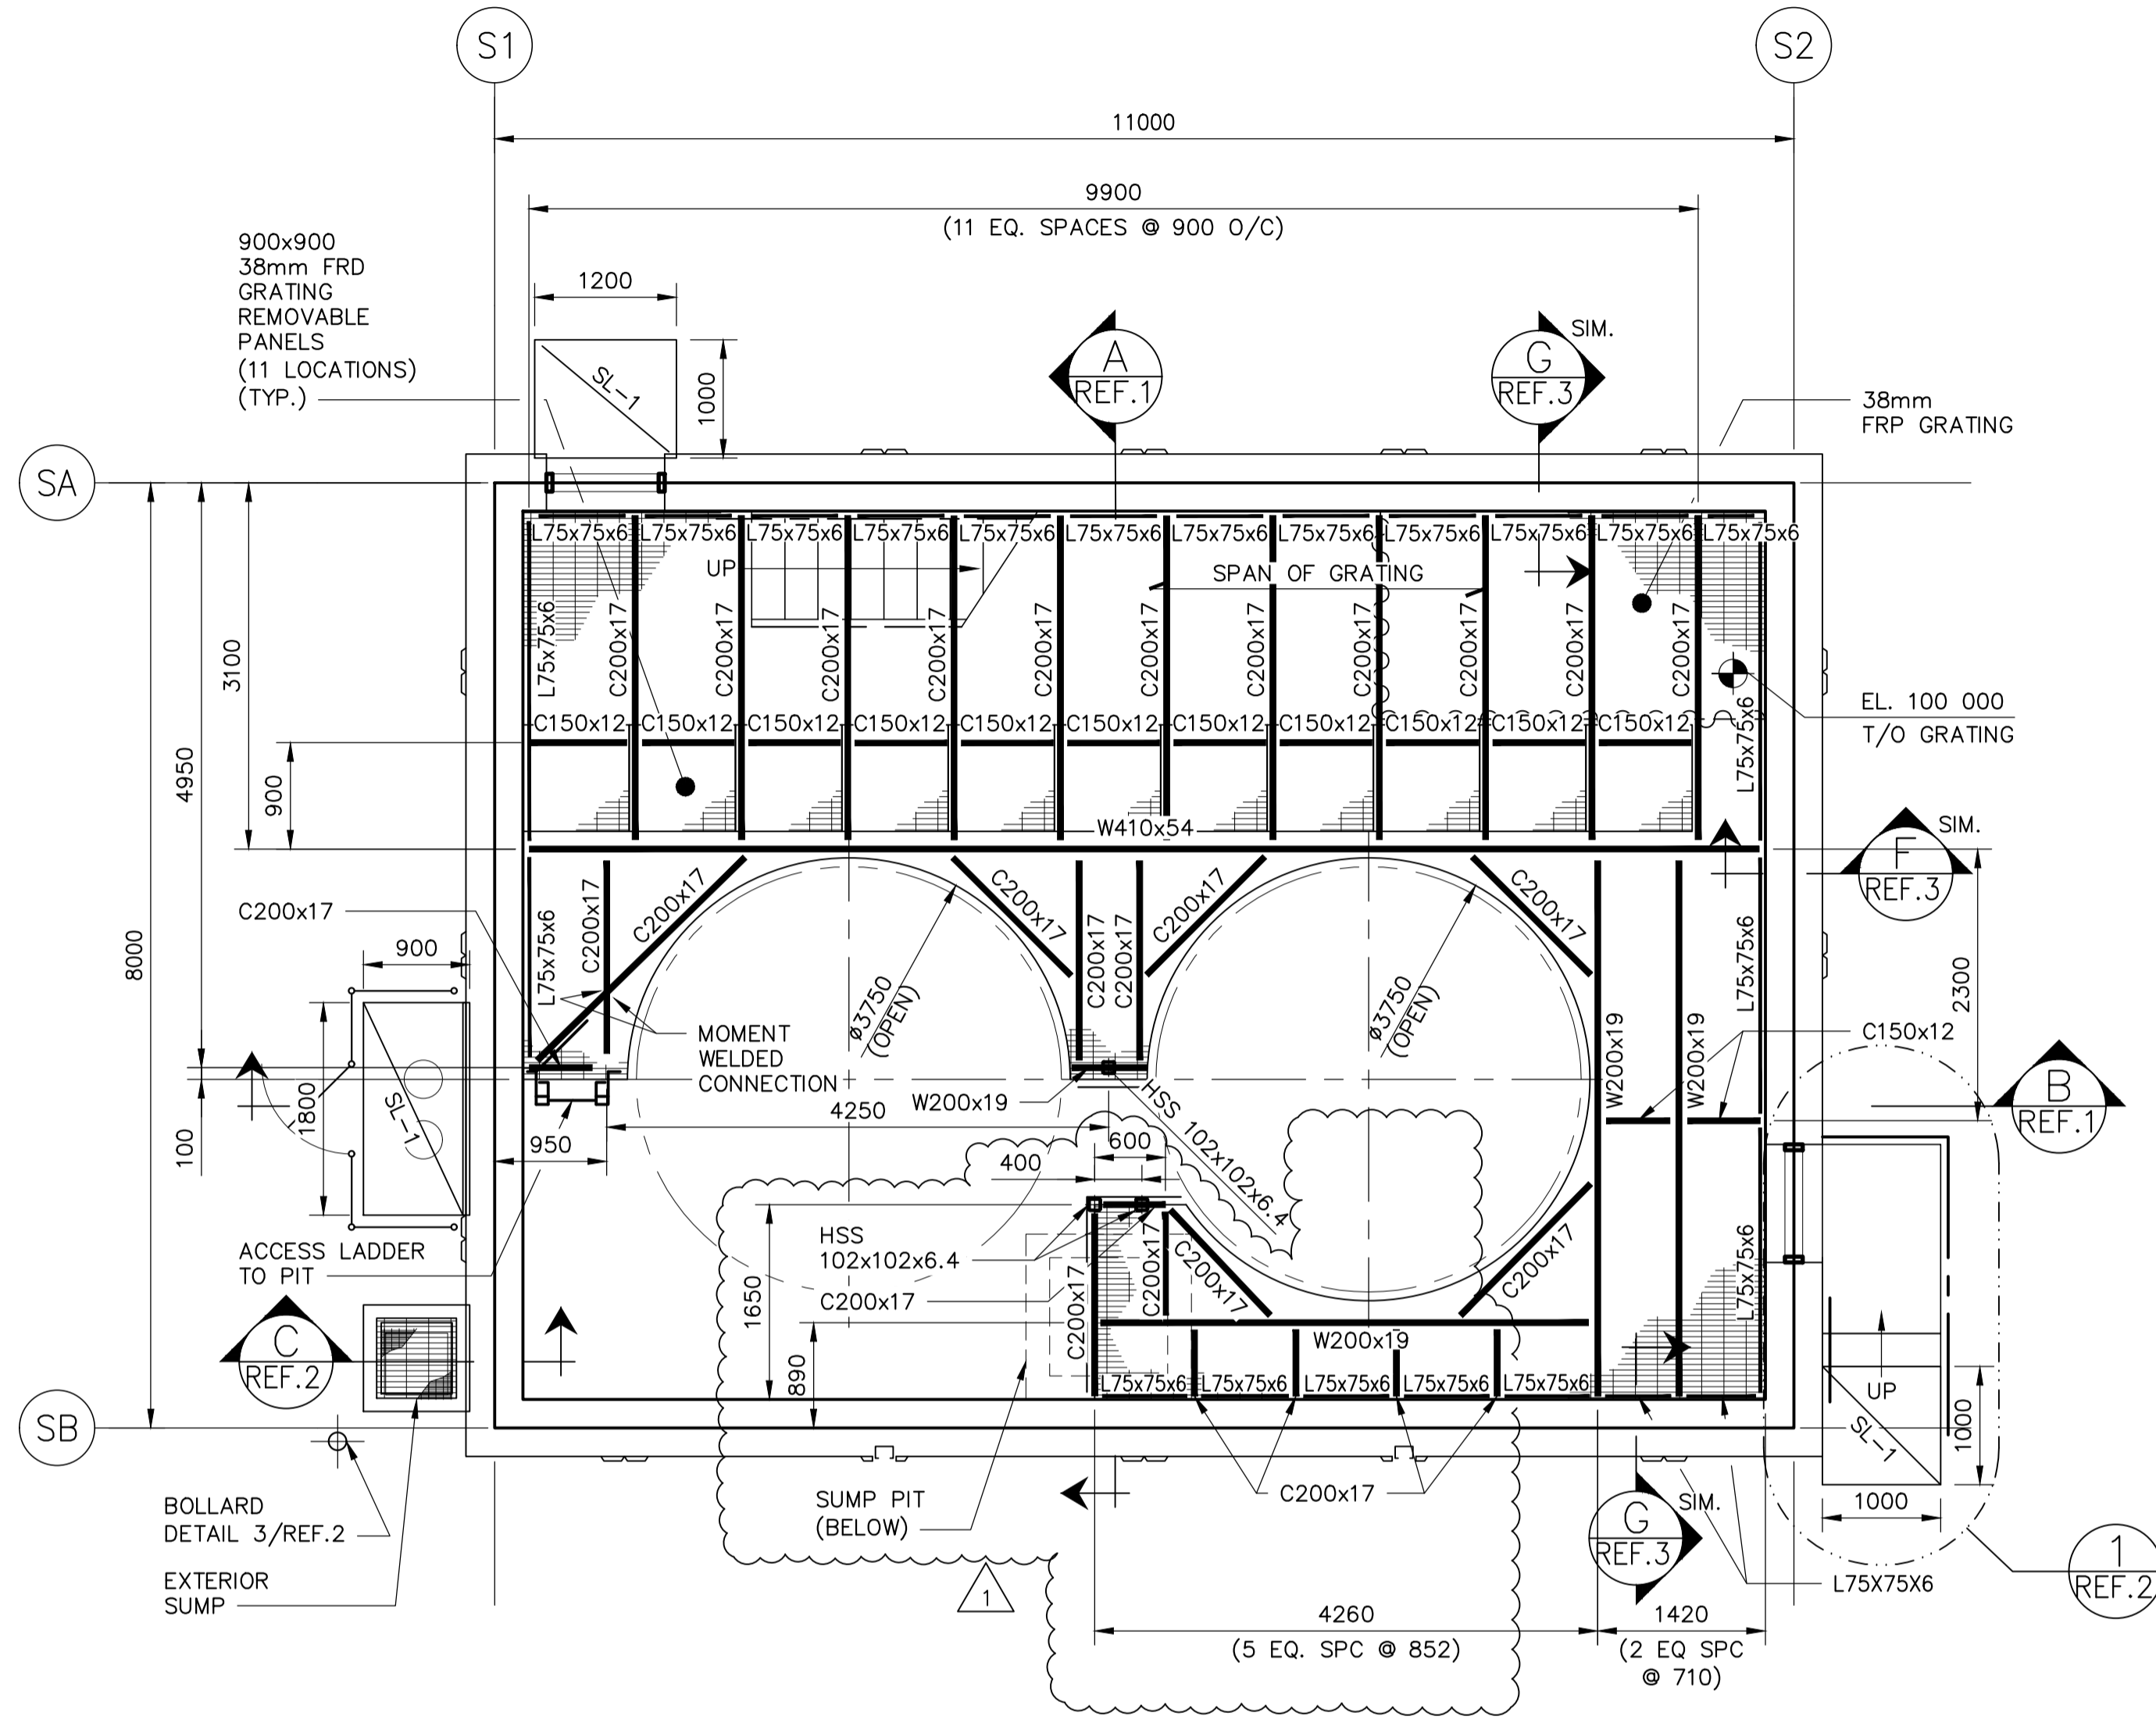 S1
S2
11000
9900
(11 EQ. SPACES @ 900 O/C)
900x900
38mm FRD
GRATING
REMOVABLE
PANELS
(11 LOCATIONS)
(TYP.)
1200
SL-1
1000
A
REF.1
G
REF.3
SIM.
38mm
FRP GRATING
SA
L75x75x6 L75x75x6 L75x75x6 L75x75x6 L75x75x6 L75x75x6 L75x75x6 L75x75x6 L75x75x6 L75x75x6 L75x75x6 L75x75x6
UP
SPAN OF GRATING
L75x75x6 C200x17 C200x17 C200x17 C200x17 C200x17 C200x17 C200x17 C200x17 C200x17 C200x17 C200x17
3100
4950
8000
900
C150x12 C150x12 C150x12 C150x12 C150x12 C150x12 C150x12 C150x12 C150x12 C150x12 C150x12
L75x75x6
EL. 100 000
T/O GRATING
W410x54
F
REF.3
SIM.
C200x17
L75x75x6
C200x17
C200x17
C200x17
C200x17
C200x17
C200x17
C200x17
L75x75x6
ø3750
(OPEN)
ø3750
(OPEN)
2300
900
1800
SL-1
100
MOMENT
WELDED
CONNECTION
W200x19
W200x19
W200x19
C150x12
B
REF.1
4250
950
600
400
HSS 102x102x6.4
ACCESS LADDER
TO PIT
HSS
102x102x6.4
C200x17
1650
890
C200x17
C200x17
C200x17
C200x17
L75x75x6
W200x19
L75x75x6 L75x75x6 L75x75x6 L75x75x6 L75x75x6
C
REF.2
SB
UP
SL-1
1000
1000
BOLLARD
DETAIL 3/REF.2
EXTERIOR
SUMP
SUMP PIT
(BELOW)
1
C200x17
G
REF.3
SIM.
L75X75X6
1
REF.2
4260
(5 EQ. SPC @ 852)
1420
(2 EQ SPC
@ 710)